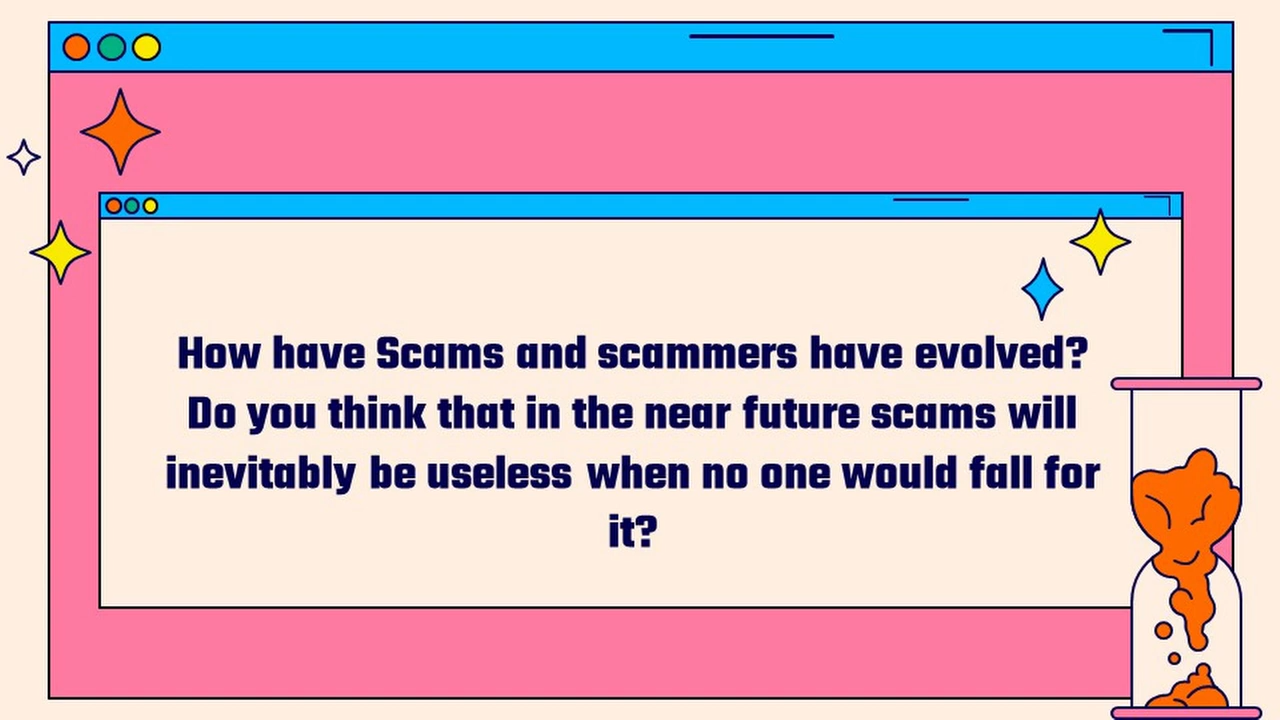 How have Scams and scammers have evolved?
Do you think that in the near future scams will
inevitably be useless when no one would fall for
it?